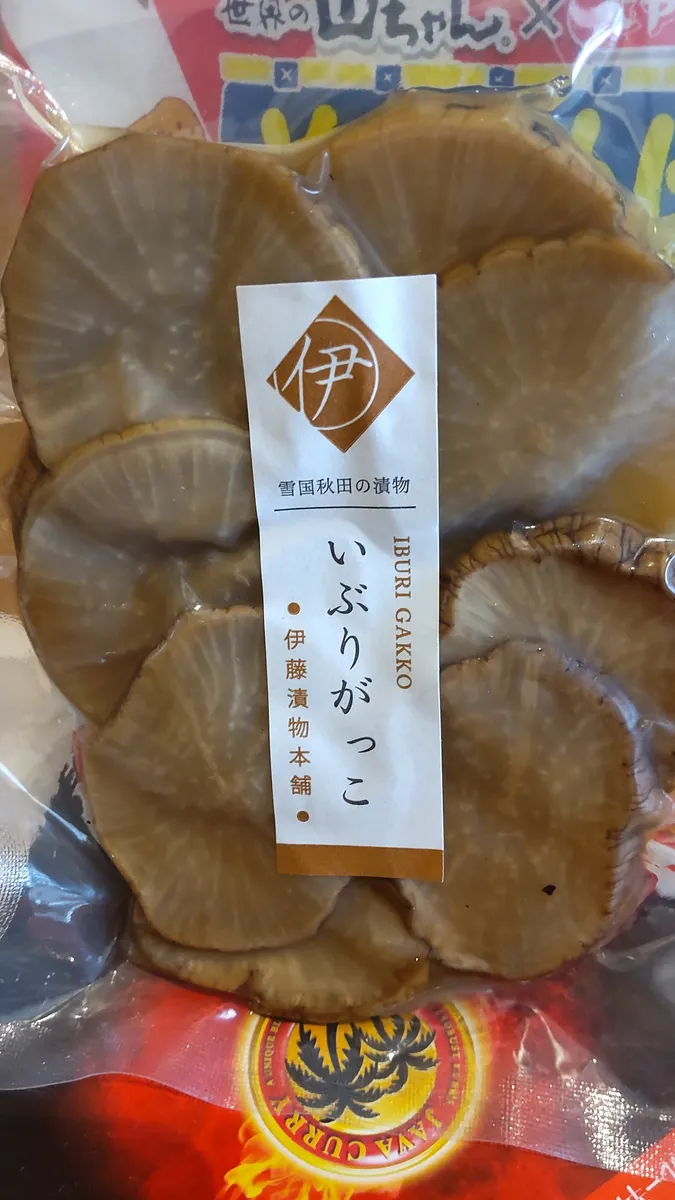 世界の山ちゃん®×
伊
雪国秋田の漬物
IBURI GAKKO
いぶりがっこ
●伊藤漬物本舗●
JAVA CURRY
A UNIQUE